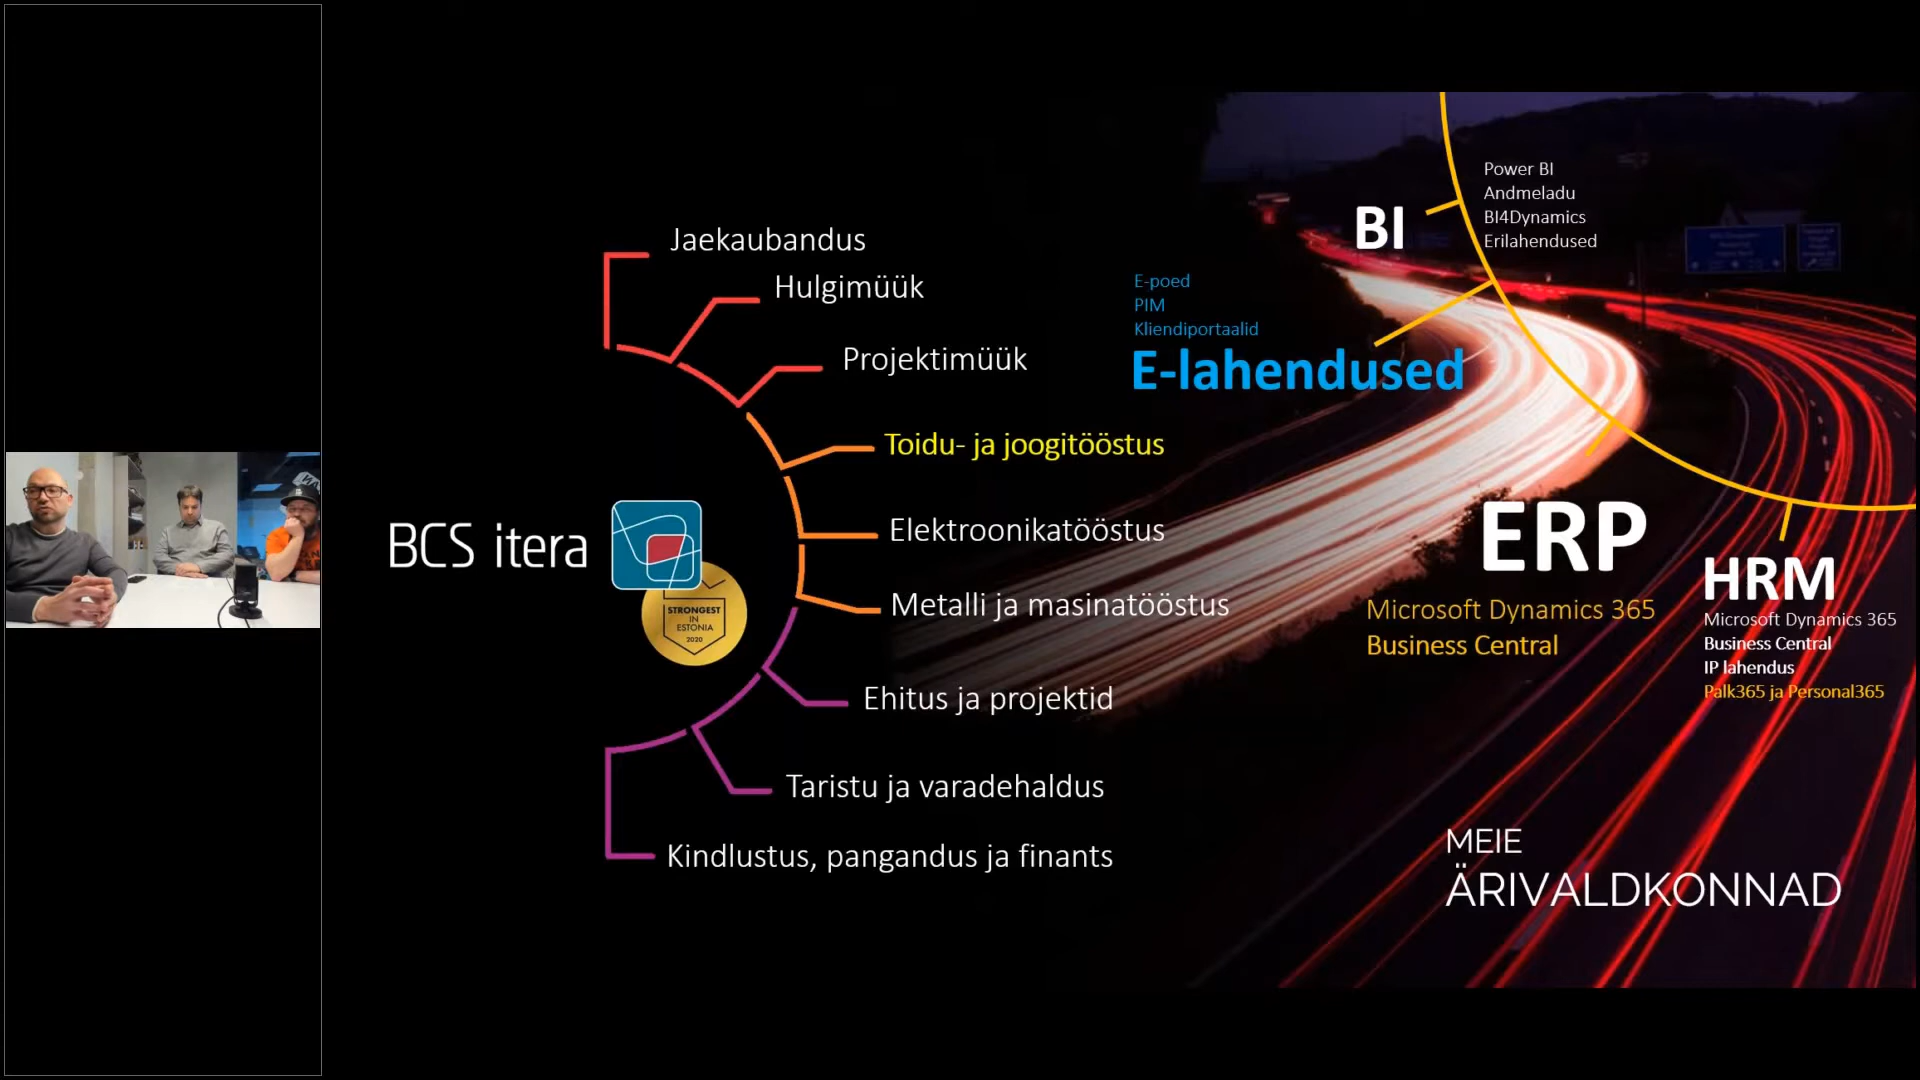 Jaekaubandus
Hulgimüük
Projektimüük
Toidu- ja joogitööstus
Elektroonikatööstus
Metalli ja masinatööstus
Ehitus ja projektid
Taristu ja varadehaldus
Kindlustus, pangandus ja finants
BCS itera
STRONGEST
IN
ESTONIA
2020
BI
Power BI
Andmeladu
BI4Dynamics
Erilahendused
E-poed
PIM
Kliendiportaalid
E-lahendused
ERP
Microsoft Dynamics 365
Business Central
HRM
Microsoft Dynamics 365
Business Central
IP lahendus
Palk365 ja Personal365
MEIE
ÄRIVALDKONNAD